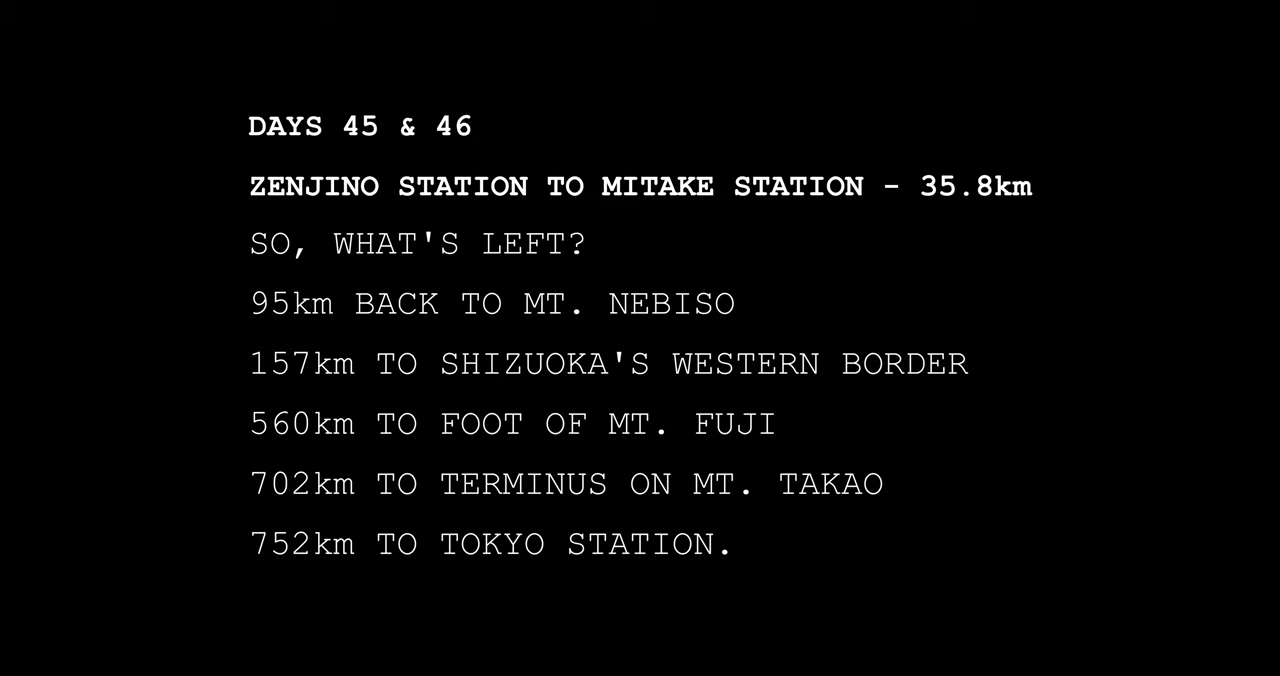 DAYS 45 & 46
ZENJINO STATION TO MITAKE STATION - 35.8km
SO, WHAT'S LEFT?
95km BACK TO MT. NEBISO
157km TO SHIZUOKA'S WESTERN BORDER
560km TO FOOT OF MT. FUJI
702km TO TERMINUS ON MT. TAKAO
752km TO TOKYO STATION.